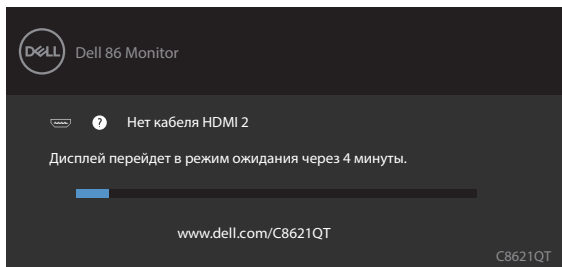 DELL
Dell 86 Monitor
? Нет кабеля HDMI 2
Дисплей перейдет в режим ожидания через 4 минуты.
www.dell.com/C8621QT
C8621QT